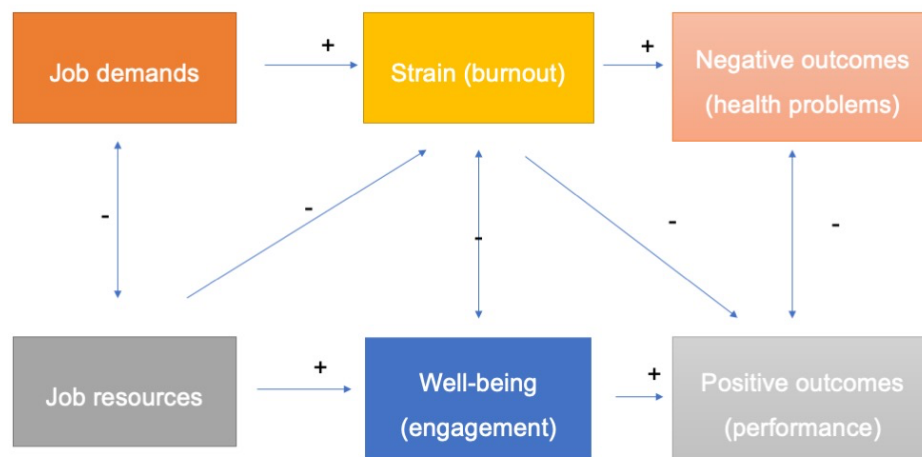 +
+
Job demands
Strain (burnout)
Negative outcomes
(health problems)
-
-
-
-
-
+
+
Job resources
Well-being
(engagement)
Positive outcomes
(performance)